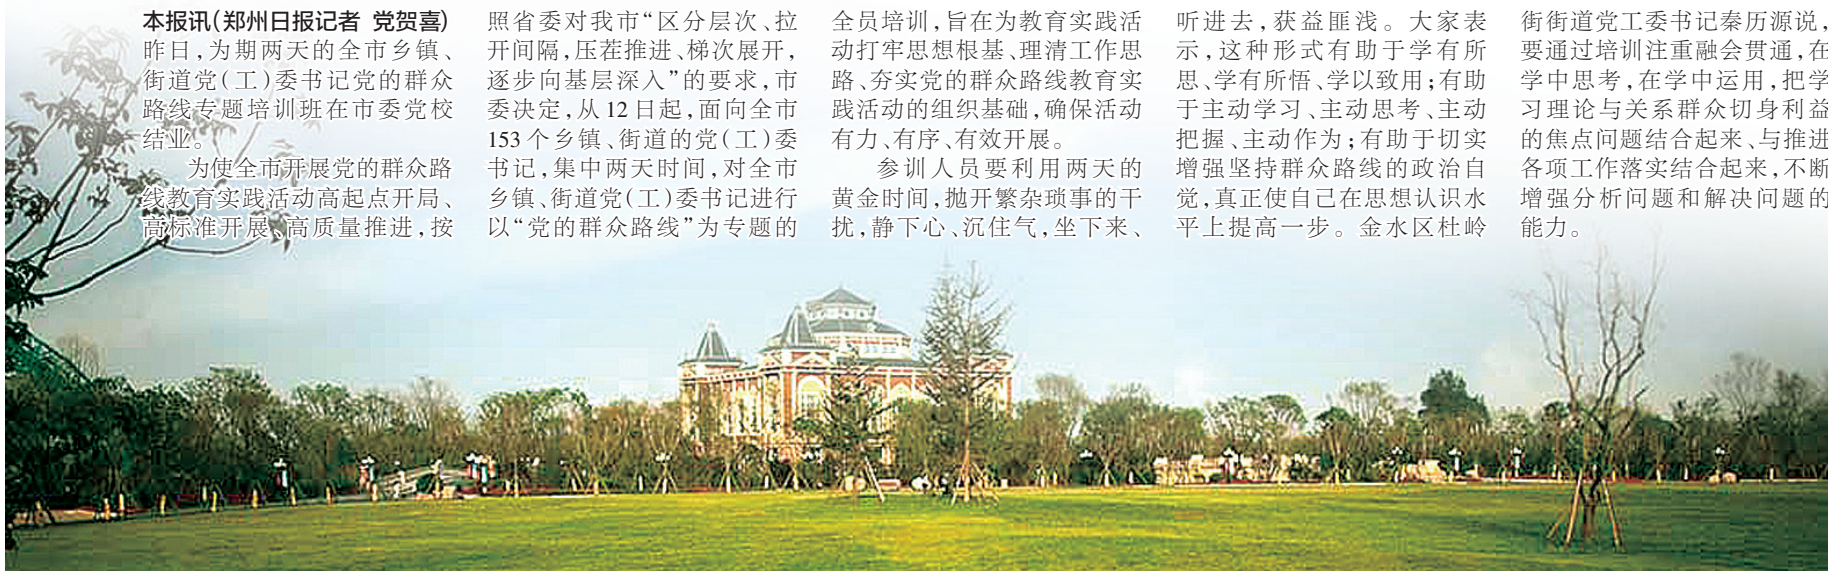 本报讯(郑州日报记者 党贺喜)
昨日,为期两天的全市乡镇、
街道党(工)委书记党的群众
路线专题培训班在市委党校
结业。
为使全市开展党的群众路
线教育实践活动高起点开局、
高标准开展、高质量推进,按
照省委对我市“区分层次、拉
开间隔,压茬推进、梯次展开,
逐步向基层深入”的要求,市
委决定,从12日起,面向全市
153个乡镇、街道的党(工)委
书记,集中两天时间,对全市
乡镇、街道党(工)委书记进行
以“党的群众路线”为专题的
全员培训,旨在为教育实践活
动打牢思想根基、理清工作思
路、夯实党的群众路线教育实
践活动的组织基础,确保活动
有力、有序、有效开展。
参训人员要利用两天的
黄金时间,抛开繁杂琐事的干
扰,静下心、沉住气,坐下来、
听进去,获益匪浅。大家表
示,这种形式有助于学有所
思、学有所悟、学以致用;有助
于主动学习、主动思考、主动
把握、主动作为;有助于切实
增强坚持群众路线的政治自
觉,真正使自己在思想认识水
平上提高一步。金水区杜岭
街街道党工委书记秦历源说,
要通过培训注重融会贯通,在
学中思考,在学中运用,把学
习理论与关系群众切身利益
的焦点问题结合起来、与推进
各项工作落实结合起来,不断
增强分析问题和解决问题的
能力。